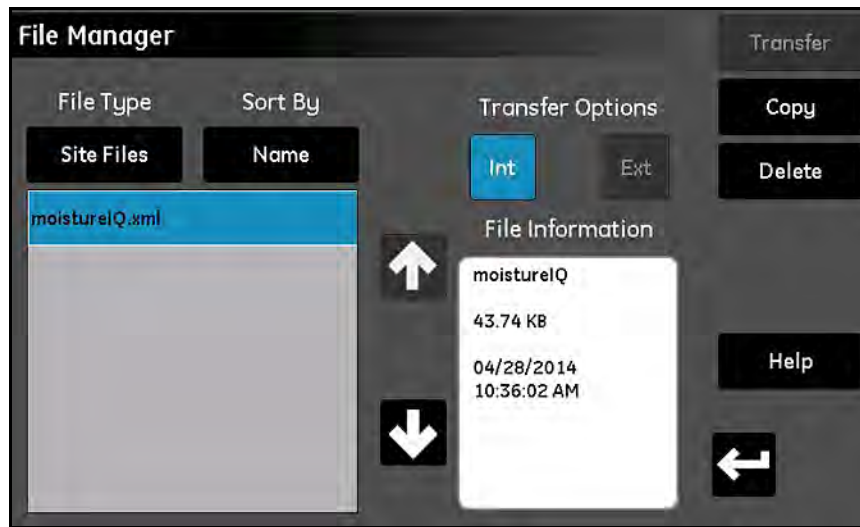 File Manager
Transfer
File Type
Sort By
Transfer Options
Copy
Site Files
Name
Int
Ext
Delete
moistureIQ.xml
File Information
moistureIQ
43.74 KB
04/28/2014
10:36:02 AM
Help